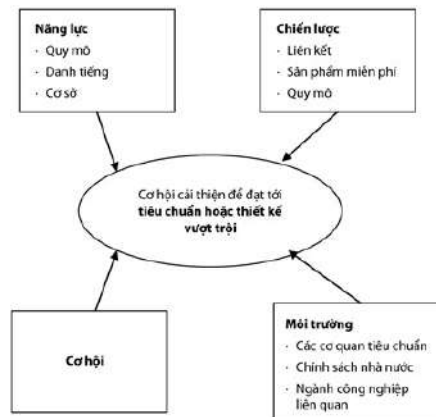 Năng lực
· Quy mô
· Danh tiếng
· Cơ sở
Chiến lược
· Liên kết
· Sản phẩm miễn phí
· Quy mô
Cơ hội cải thiện để đạt tới
tiêu chuẩn hoặc thiết kế
vượt trội
Cơ hội
Môi trường
· Các cơ quan tiêu chuẩn
· Chính sách nhà nước
· Ngành công nghiệp
liên quan